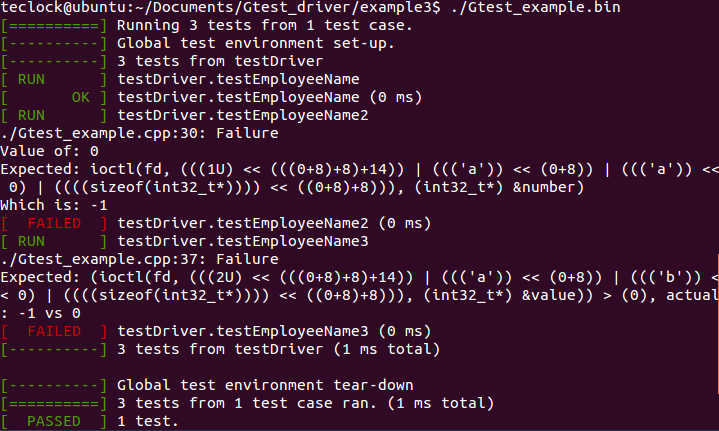 teclock@ubuntu:~/Documents/Gtest_driver/example3$ ./Gtest_example.bin
[==========] Running 3 tests from 1 test case.
[----------] Global test environment set-up.
[----------] 3 tests from testDriver
[ RUN      ] testDriver.testEmployeeName
[       OK ] testDriver.testEmployeeName (0 ms)
[ RUN      ] testDriver.testEmployeeName2
./Gtest_example.cpp:30: Failure
Value of: 0
Expected: ioctl(fd, (((1U) << (((0+8)+8)+14)) | ((('a')) << (0+8)) | ((('a')) <<
 0) | ((((sizeof(int32_t*)))) << ((0+8)+8))), (int32_t*) &number)
Which is: -1
[  FAILED  ] testDriver.testEmployeeName2 (0 ms)
[ RUN      ] testDriver.testEmployeeName3
./Gtest_example.cpp:37: Failure
Expected: (ioctl(fd, (((2U) << (((0+8)+8)+14)) | ((('a')) << (0+8)) | ((('b')) <
< 0) | ((((sizeof(int32_t*)))) << ((0+8)+8))), (int32_t*) &value)) > (0), actual
: -1 vs 0
[  FAILED  ] testDriver.testEmployeeName3 (0 ms)
[----------] 3 tests from testDriver (1 ms total)
[----------] Global test environment tear-down
[==========] 3 tests from 1 test case ran. (1 ms total)
[  PASSED  ] 1 test.